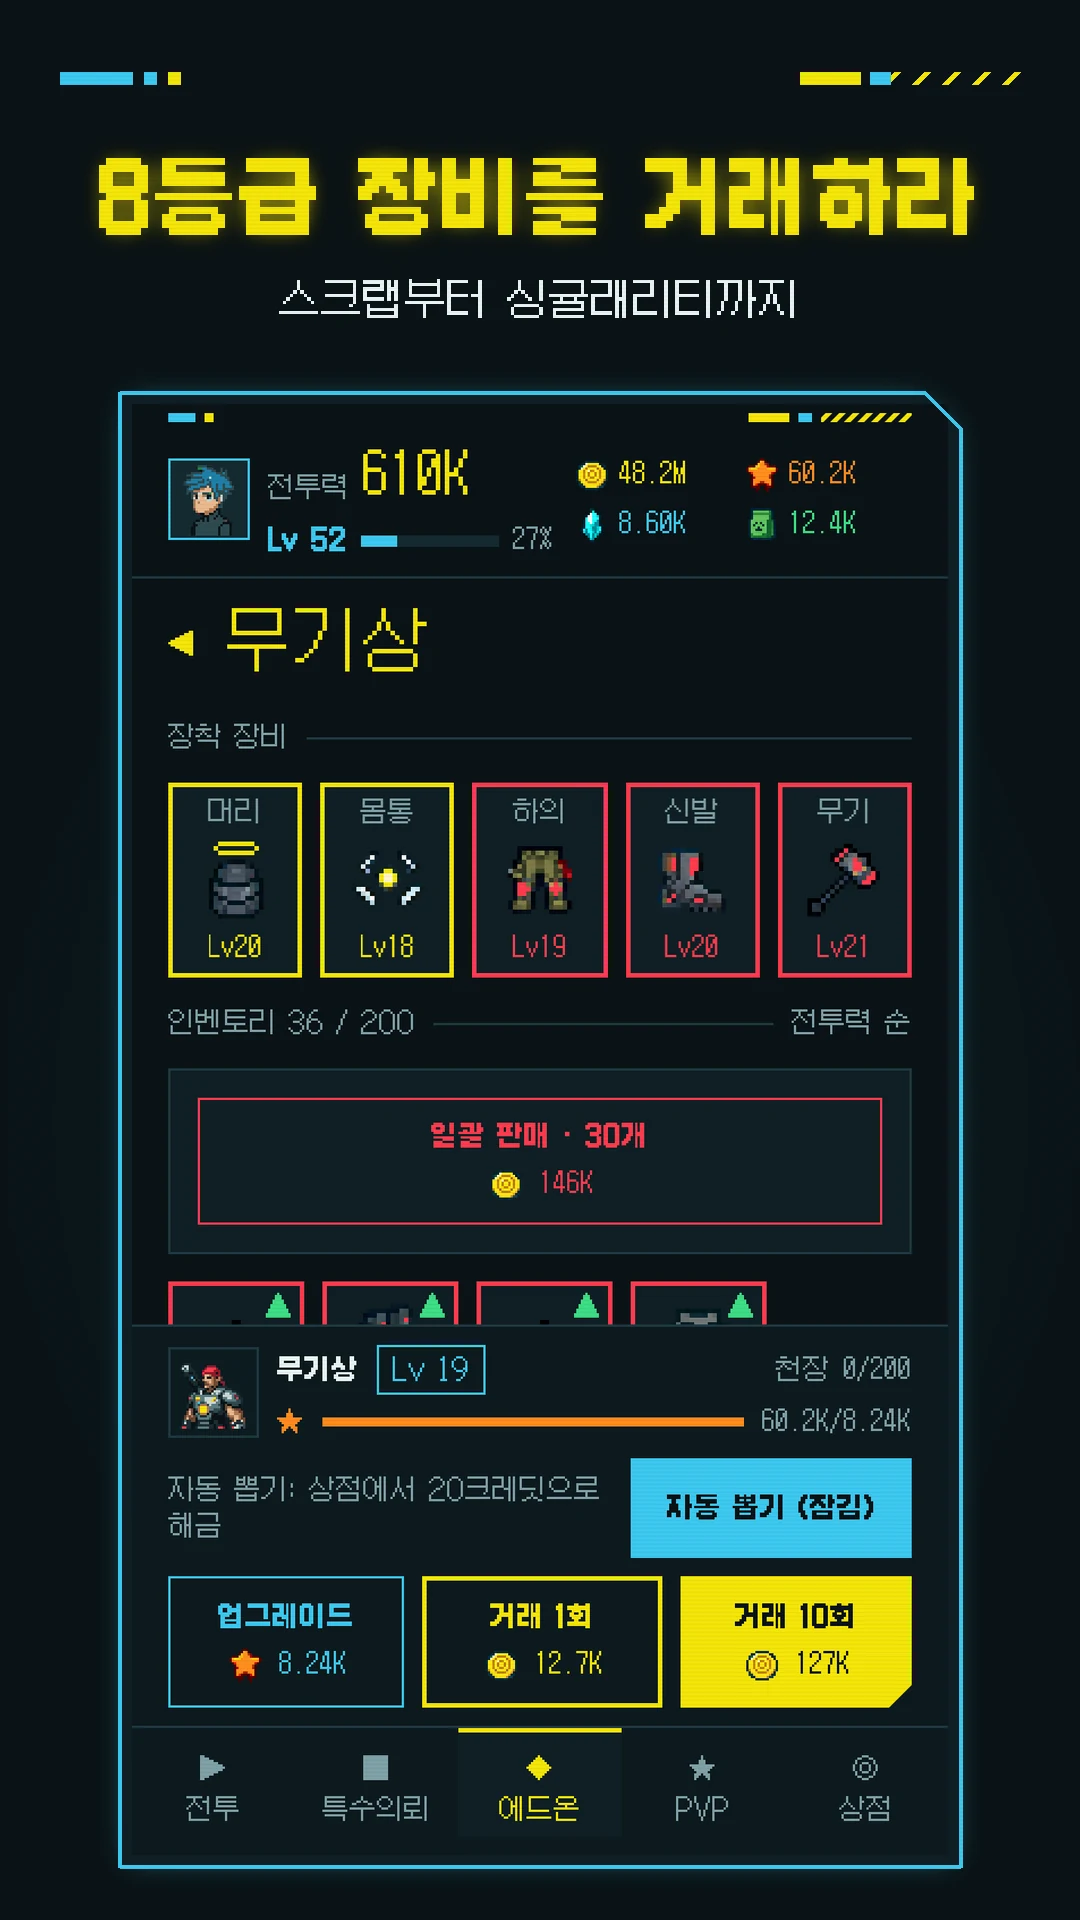 8등급 장비를 거래하라
스크랩부터 싱귤래리티까지
전투력 610K
48.2M
60.2K
Lv 52
27%
8.60K
12.4K
무기상
장착 장비
머리
몸통
하의
신발
무기
Lv20
Lv18
Lv19
Lv20
Lv21
인벤토리 36 / 200
전투력 순
일괄 판매 · 30개
146K
무기상
Lv 19
천장 0/200
60.2K/8.24K
자동 뽑기: 상점에서 20크레딧으로
해금
자동 뽑기 (잠김)
업그레이드
8.24K
거래 1회
12.7K
거래 10회
127K
전투
특수의뢰
애드온
PVP
상점